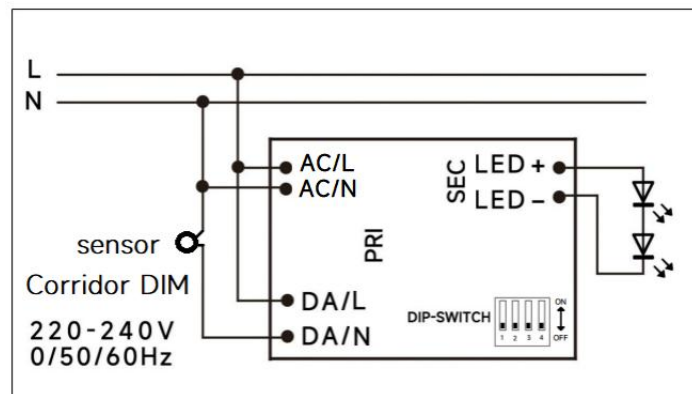 L
N
AC/L
AC/N
SEC
LED +
LED −
PRI
sensor
Corridor DIM
220-240V
0/50/60Hz
DA/L
DA/N
DIP-SWITCH
ON
OFF
1 2 3 4